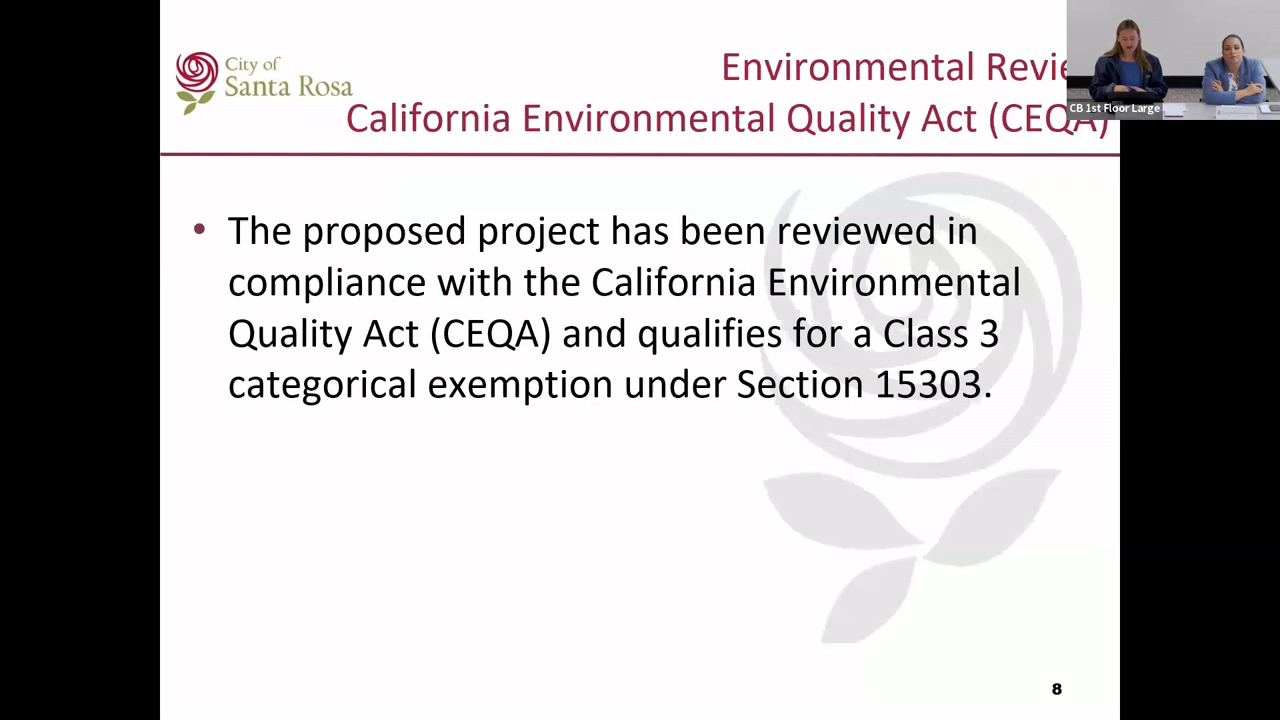 City of
Santa Rosa
Environmental Revie
California Environmental Quality Act (CEQA)
CB 1st Floor Large
• The proposed project has been reviewed in
compliance with the California Environmental
Quality Act (CEQA) and qualifies for a Class 3
categorical exemption under Section 15303.
8